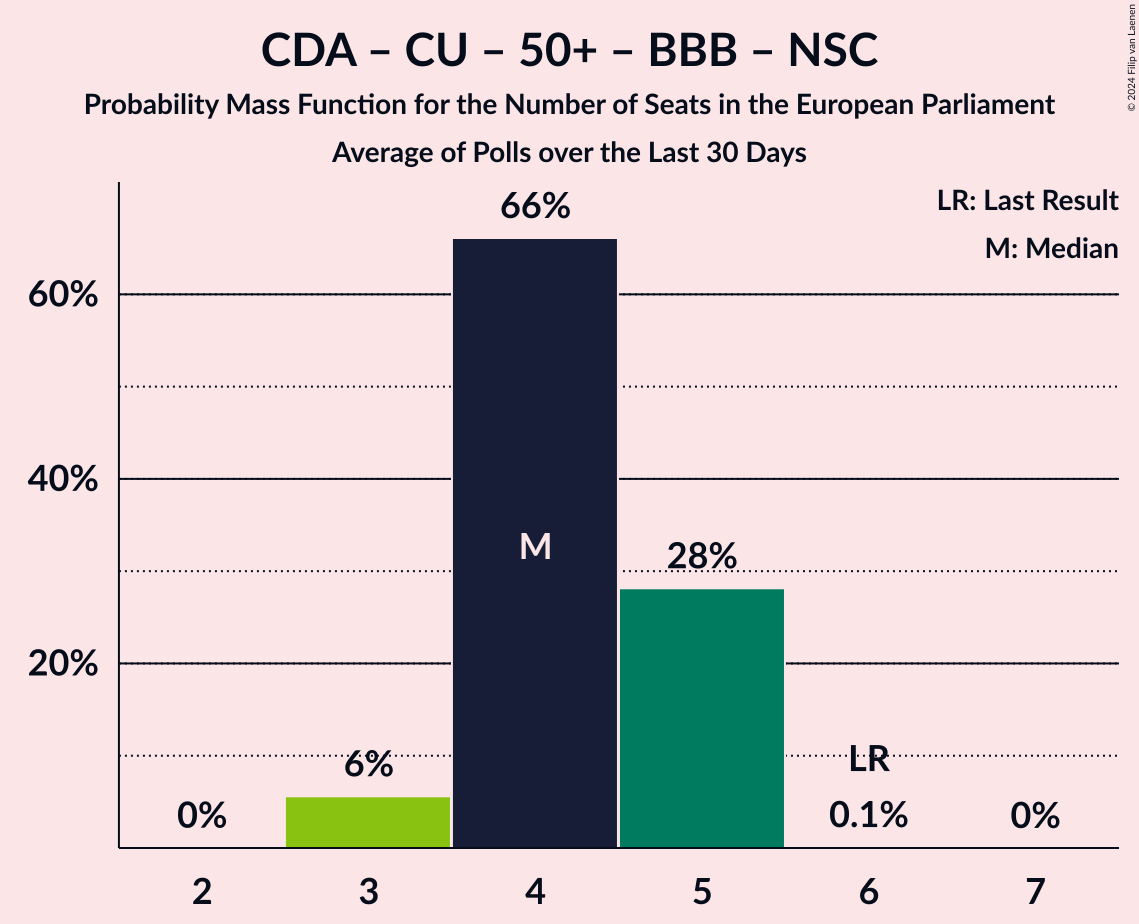 CDA – CU – 50+ – BBB – NSC
Probability Mass Function for the Number of Seats in the European Parliament
Average of Polls over the Last 30 Days
© 2024 Filip van Laenen
LR: Last Result
M: Median
66%
60%
40%
20%
M
28%
6%
LR
0%
0.1%
0%
2 3 4 5 6 7